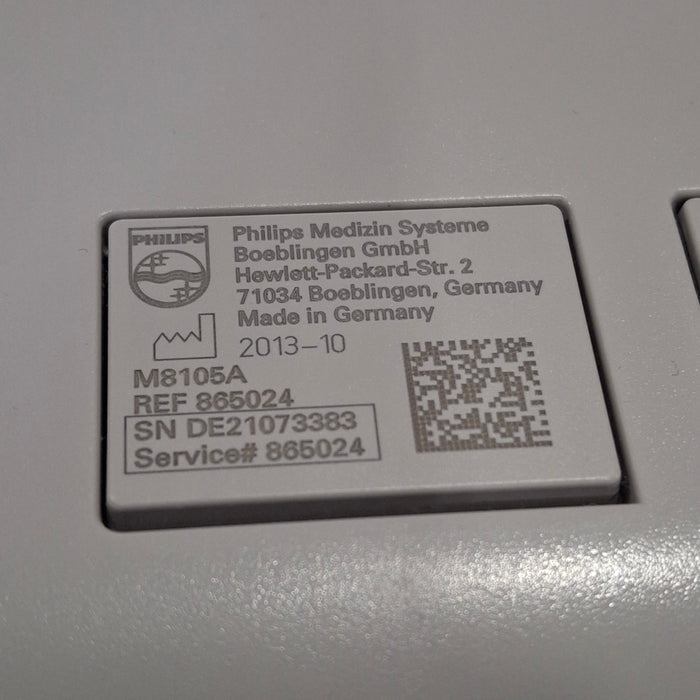 PHILIPS
Philips Medizin Systeme
Boeblingen GmbH
Hewlett-Packard-Str. 2
71034 Boeblingen, Germany
Made in Germany
2013-10
M8105A
REF 865024
SN DE21073383
Service# 865024